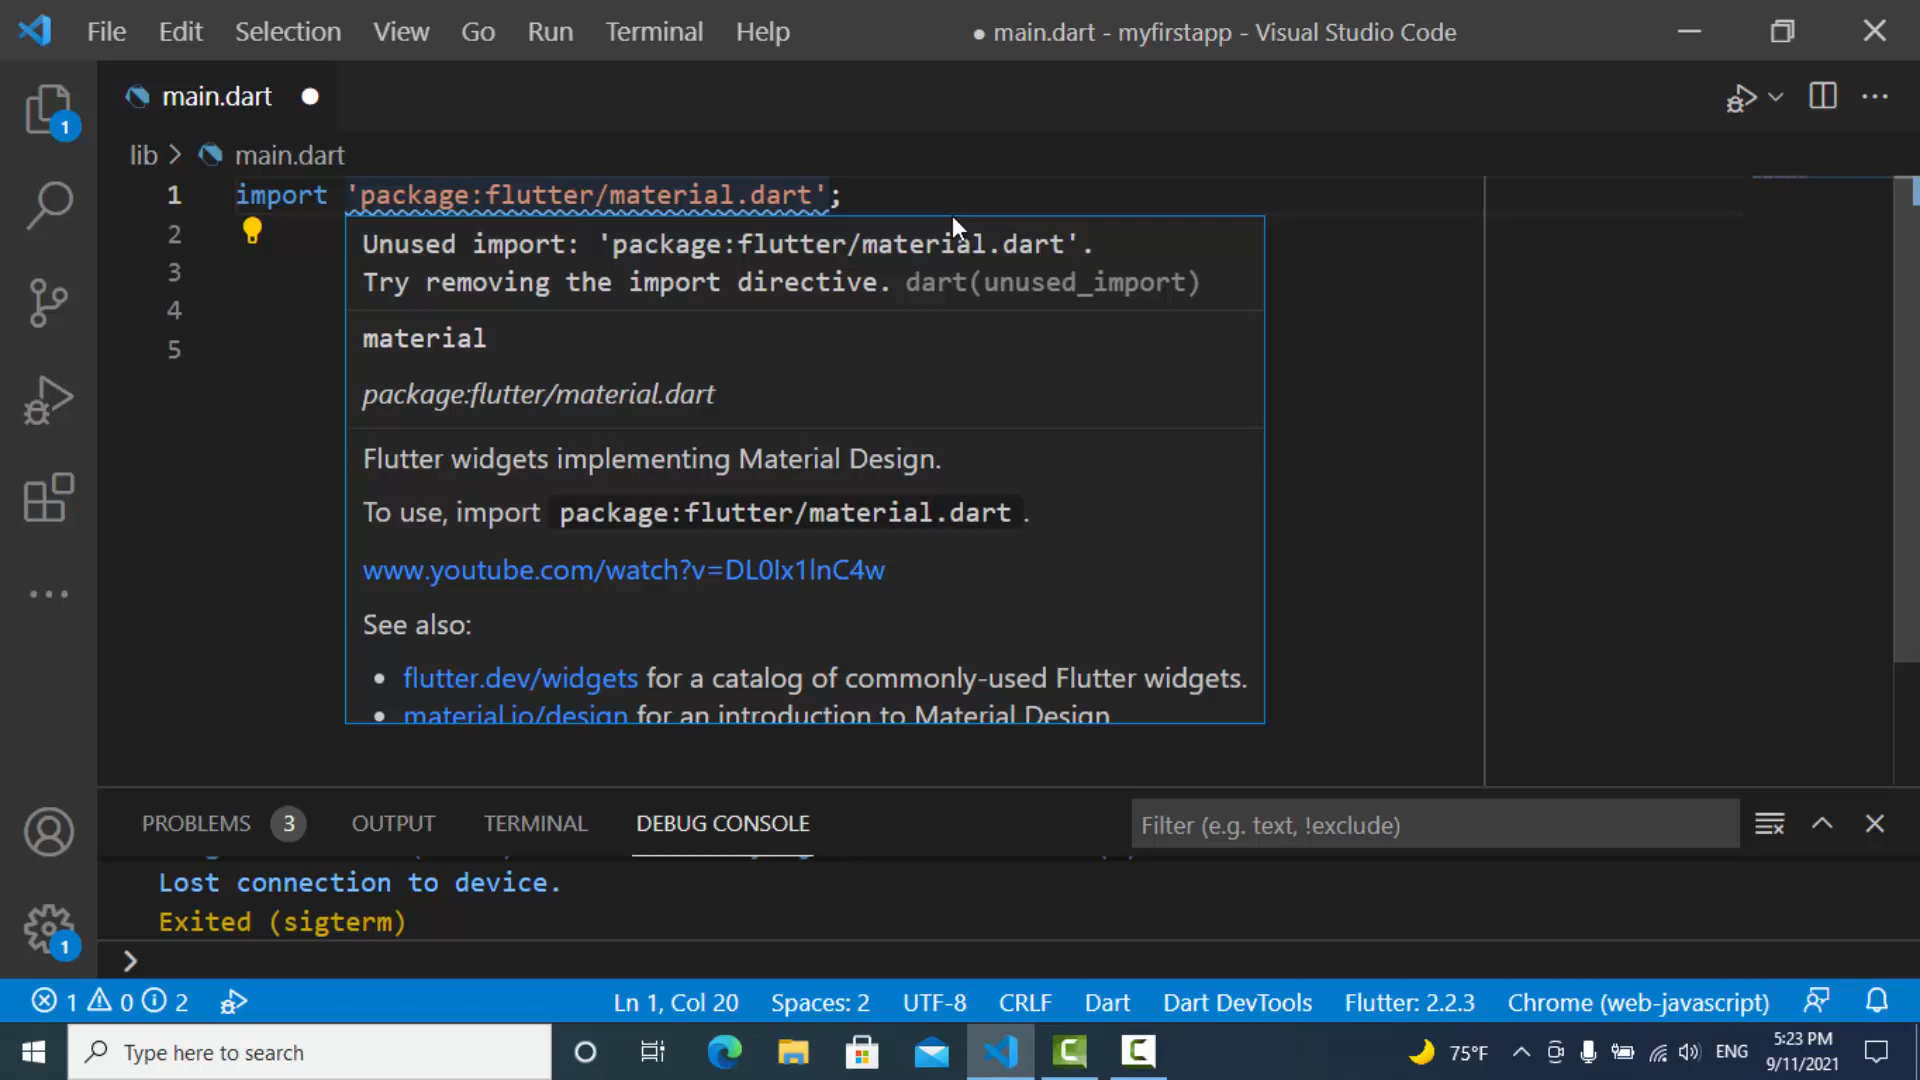 File Edit Selection View Go Run Terminal Help ● main.dart - myfirstapp - Visual Studio Code
main.dart
1
lib > main.dart
1 import 'package:flutter/material.dart';
2
3
4
5
Unused import: 'package:flutter/material.dart'.
Try removing the import directive. dart(unused_import)
material
package:flutter/material.dart
Flutter widgets implementing Material Design.
To use, import package:flutter/material.dart .
www.youtube.com/watch?v=DL0Ix1lnC4w
See also:
• flutter.dev/widgets for a catalog of commonly-used Flutter widgets.
• material.io/design for an introduction to Material Design
PROBLEMS 3 OUTPUT TERMINAL DEBUG CONSOLE Filter (e.g. text, !exclude)
Lost connection to device.
Exited (sigterm)
>
1
1 0 2 Ln 1, Col 20 Spaces: 2 UTF-8 CRLF Dart Dart DevTools Flutter: 2.2.3 Chrome (web-javascript)
Type here to search 75°F ENG 5:23 PM
9/11/2021